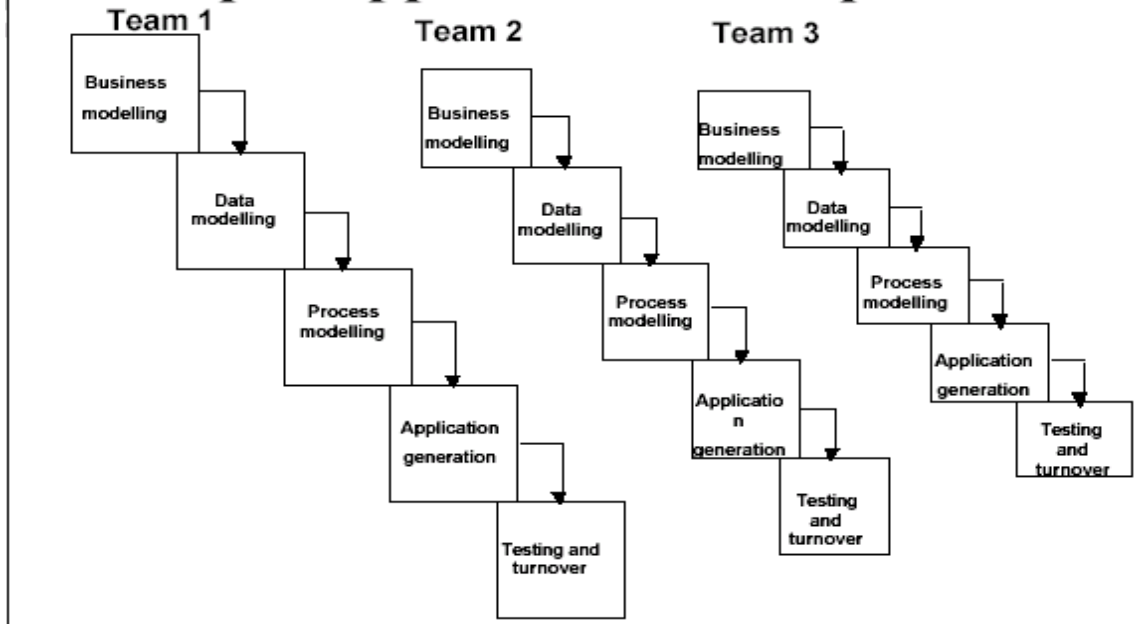 Team 1
Business
modelling
Data
modelling
Process
modelling
Application
generation
Testing and
turnover
Team 2
Business
modelling
Data
modelling
Process
modelling
Applicatio
n
generation
Testing
and
turnover
Team 3
Business
modelling
Data
modelling
Process
modelling
Application
generation
Testing
and
turnover